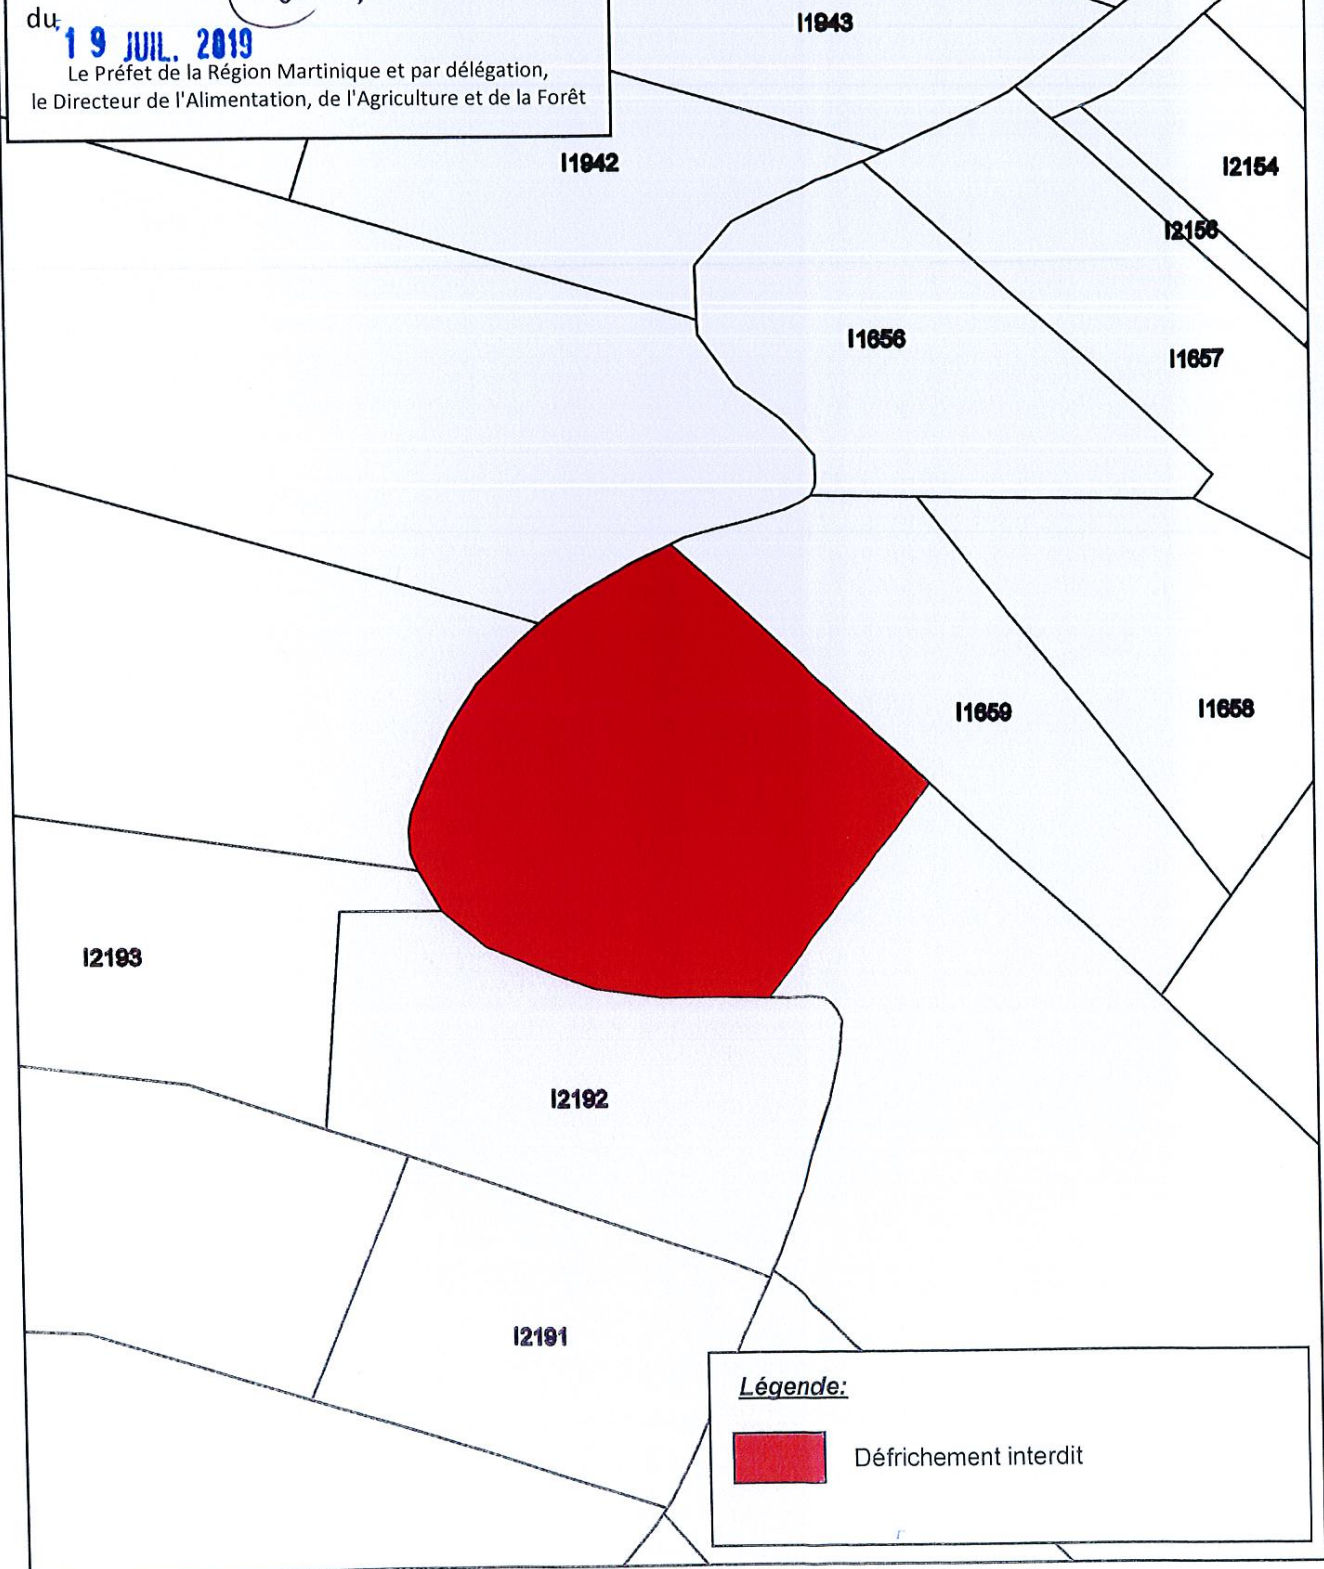 du
19 JUIL. 2019
Le Préfet de la Région Martinique et par délégation,
le Directeur de l'Alimentation, de l'Agriculture et de la Forêt
I1943
I1942
I2154
I2156
I1656
I1657
I1659
I1658
I2193
I2192
I2191
Légende:
Défrichement interdit